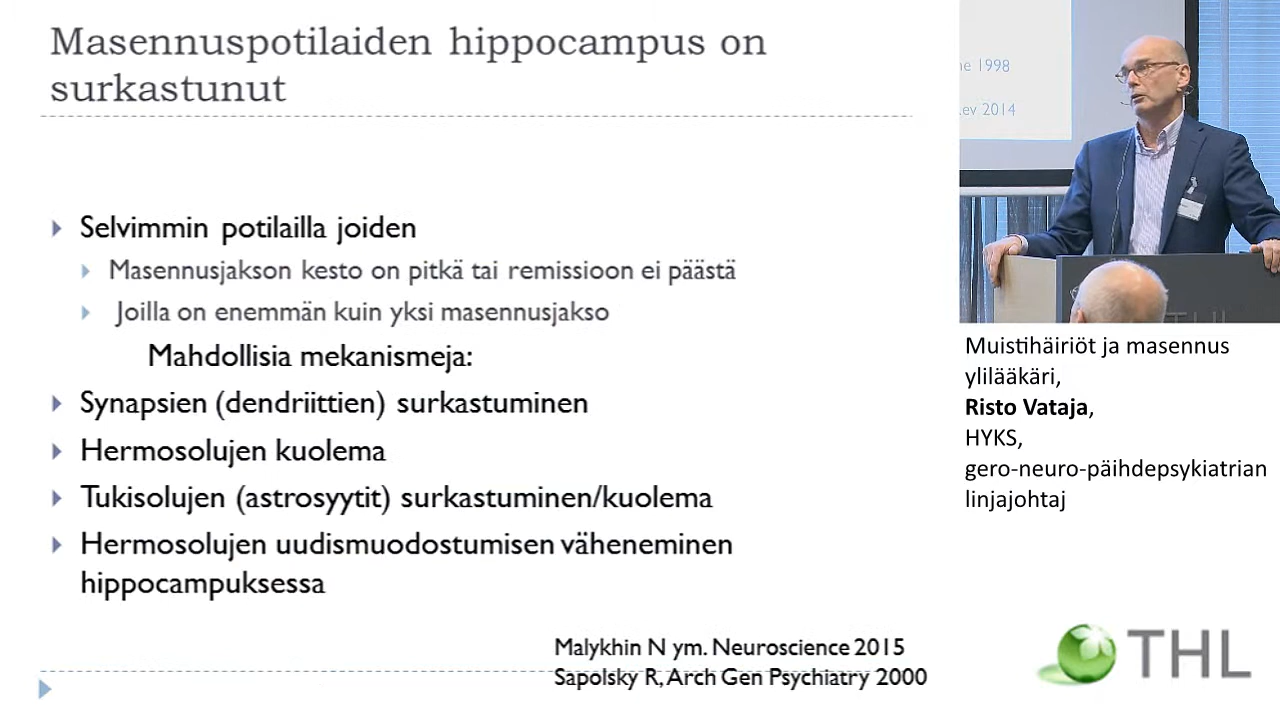 Masennuspotilaiden hippocampus on
surkastunut
Selvimmin potilailla joiden
Masennusjakson kesto on pitkä tai remissioon ei päästä
Joilla on enemmän kuin yksi masennusjakso
Mahdollisia mekanismeja:
Synapsien (dendriittien) surkastuminen
Hermosolujen kuolema
Tukisolujen (astrosyytit) surkastuminen/kuolema
Hermosolujen uudismuodostumisen väheneminen
hippocampuksessa
Malykhin N ym. Neuroscience 2015
Sapolsky R, Arch Gen Psychiatry 2000
1998
2014
Muistihäiriöt ja masennus
ylilääkäri,
Risto Vataja,
HYKS,
gero-neuro-päihdepsykiatrian
linjajohtaj
THL